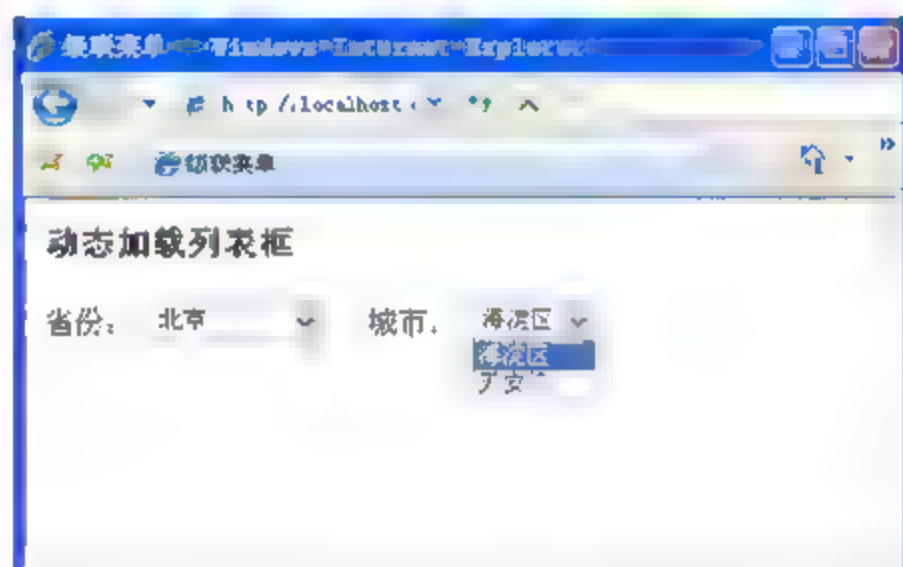 级联菜单 - Windows Internet Explorer
localhost
级联菜单
动态加载列表框
省份： 北京 城市： 海淀区
海淀区